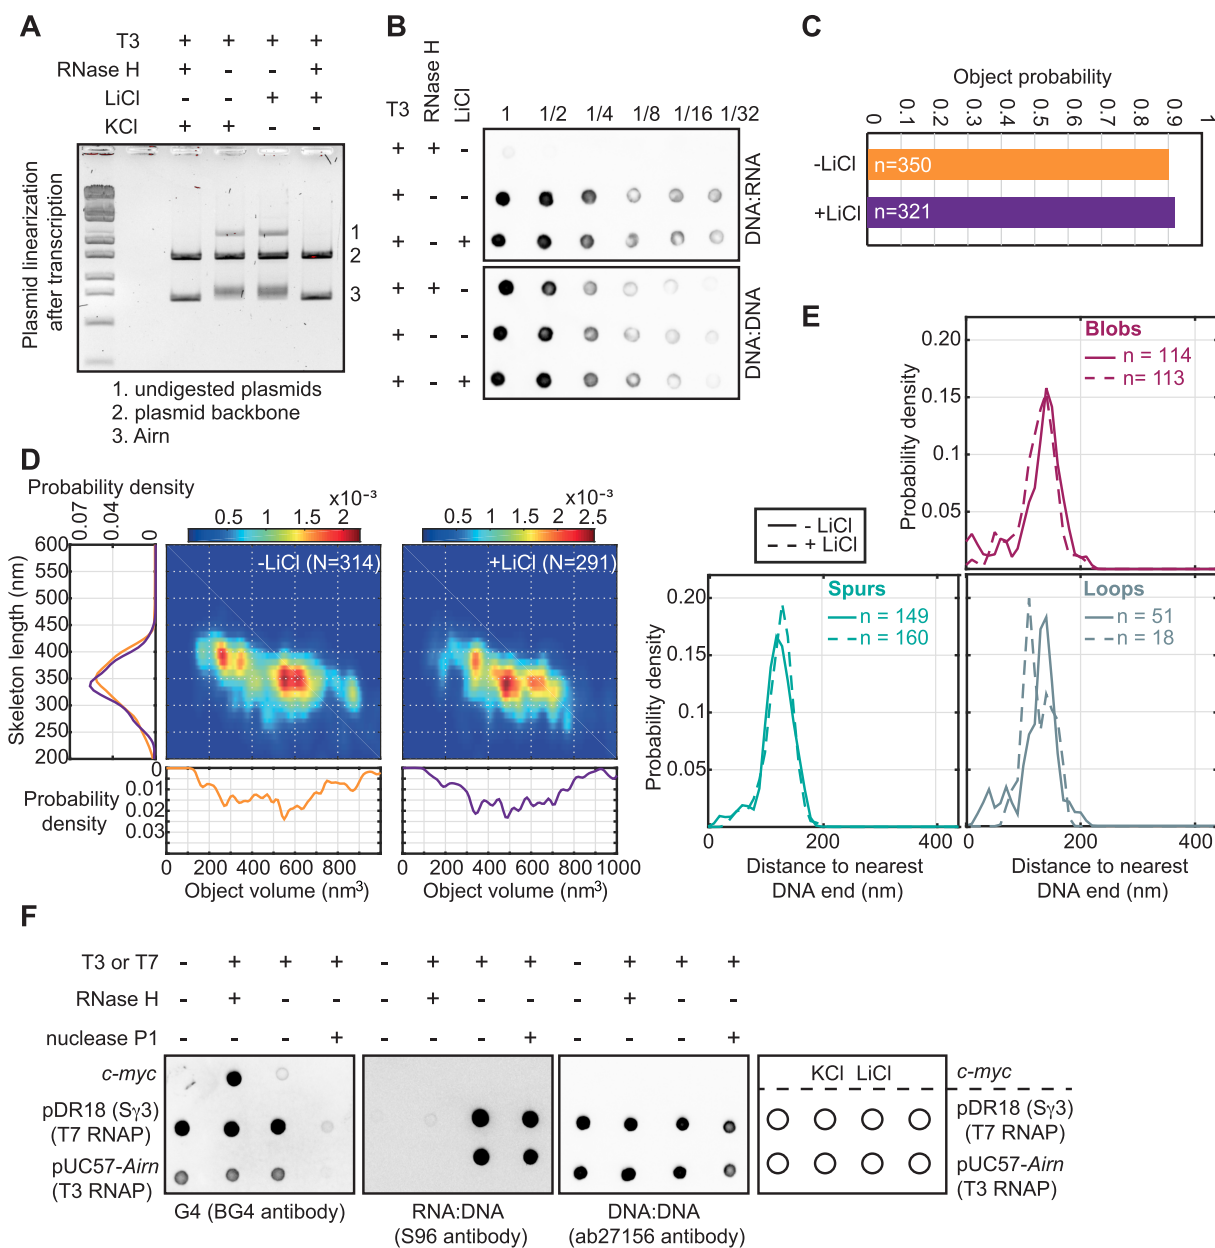 A
T3 + + + +
RNase H + - - +
LiCl - - + +
KCl + + - -
Plasmid linearization
after transcription
1
2
3
1. undigested plasmids
2. plasmid backbone
3. Airn
B
T3 RNase H LiCl
1 1/2 1/4 1/8 1/16 1/32
+ + -
+ - -
+ - +
DNA:RNA
+ + -
+ - -
+ - +
DNA:DNA
C
Object probability
0 0.1 0.2 0.3 0.4 0.5 0.6 0.7 0.8 0.9 1
-LiCl n=350
+LiCl n=321
D
Probability density
0.07 0.04 0
x10-3
0.5 1 1.5 2
x10-3
0.5 1 1.5 2 2.5
Skeleton length (nm)
600
550
500
450
400
350
300
250
200
-LiCl (N=314)
+LiCl (N=291)
Probability
density
0
0.01
0.02
0.03
0 200 400 600 800
0 200 400 600 800 1000
Object volume (nm3)
Object volume (nm3)
E
Blobs
n = 114
n= 113
Probability density
0.20
0.15
0.1
0.05
- LiCl
+ LiCl
Spurs
n = 149
n = 160
Probability density
0.20
0.15
0.1
0.05
0 200 400
Distance to nearest
DNA end (nm)
Loops
n = 51
n = 18
0 200 400
Distance to nearest
DNA end (nm)
F
T3 or T7 - + + + - + + + - + + +
RNase H - + - - - + - - - + - -
nuclease P1 - - - + - - - + - - - +
c-myc
pDR18 (Sγ3)
(T7 RNAP)
pUC57-Airn
(T3 RNAP)
G4 (BG4 antibody)
RNA:DNA
(S96 antibody)
DNA:DNA
(ab27156 antibody)
KCl LiCl
c-myc
pDR18 (Sγ3)
(T7 RNAP)
pUC57-Airn
(T3 RNAP)